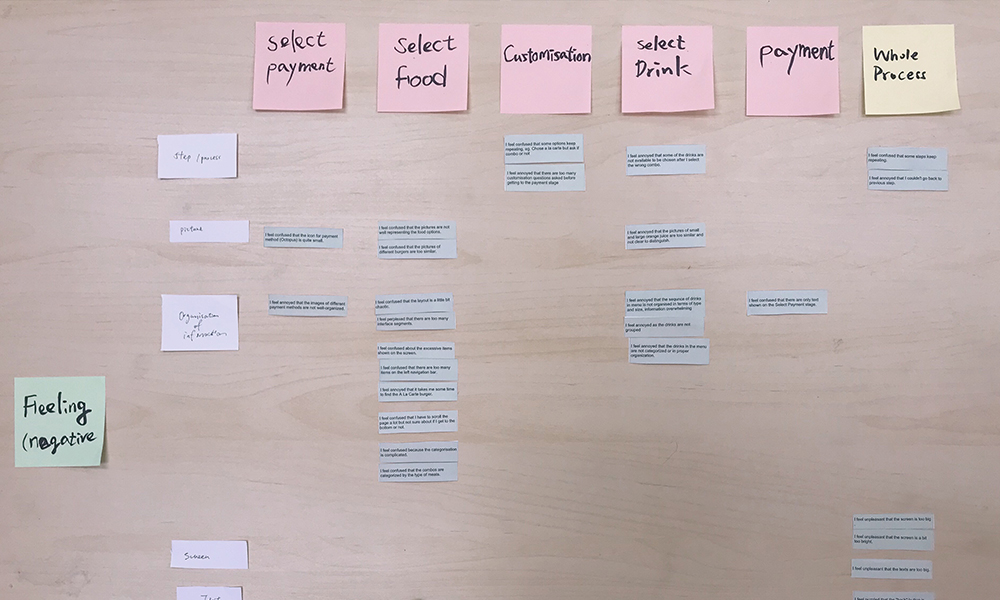 select
payment
Select
food
Customisation
select
Drink
payment
Whole
Process
Step / process
I feel confused that some options keep
repeating, eg. Chose a la carte but ask if
combo or not
I feel annoyed that there are too many
customisation questions asked before
getting to the payment stage
I feel annoyed that some of the drinks are
not available to be chosen after I select
the wrong combo.
I feel confused that some steps keep
repeating.
I feel annoyed that I couldn't go back to
previous step.
picture
I feel confused that the icon for payment
method (Octopus) is quite small.
I feel confused that the pictures are not
well representing the food options.
I feel confused that the pictures of
different burgers are too similar.
I feel annoyed that the pictures of small
and large orange juice are too similar and
not clear to distinguish.
Organisation
of
information
I feel annoyed that the images of different
payment methods are not well-organized.
I feel confused that the layout is a little bit
chaotic.
I feel perplexed that there are too many
interface segments.
I feel confused about the excessive items
shown on the screen.
I feel confused that there are too many
items on the left navigation bar.
I feel annoyed that it takes me some time
to find the A La Carte burger.
I feel confused that I have to scroll the
page a lot but not sure about if I get to the
bottom or not.
I feel confused because the categorisation
is complicated.
I feel confused that the combos are
categorized by the type of meats.
I feel annoyed that the sequence of drinks
in menu is not organised in terms of type
and size, information overwhelming
I feel annoyed as the drinks are not
grouped
I feel annoyed that the drinks in the menu
are not categorized or in proper
organization.
I feel confused that there are only text
shown on the Select Payment stage.
Fieeling
(negative
Screen
I feel unpleasant that the screen is too big.
I feel unpleasant that the screen is a bit
too bright.
I feel unpleasant that the texts are too big.